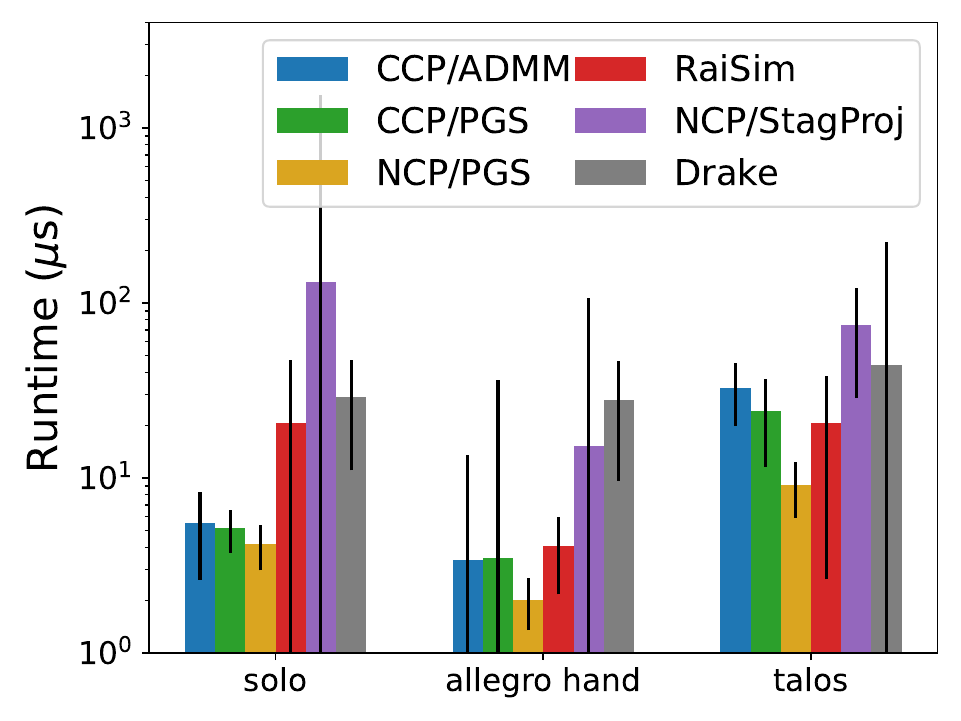 CCP/ADMM
CCP/PGS
NCP/PGS
RaiSim
NCP/StagProj
Drake
Runtime (μs)
10³
10²
10¹
10⁰
solo
allegro hand
talos